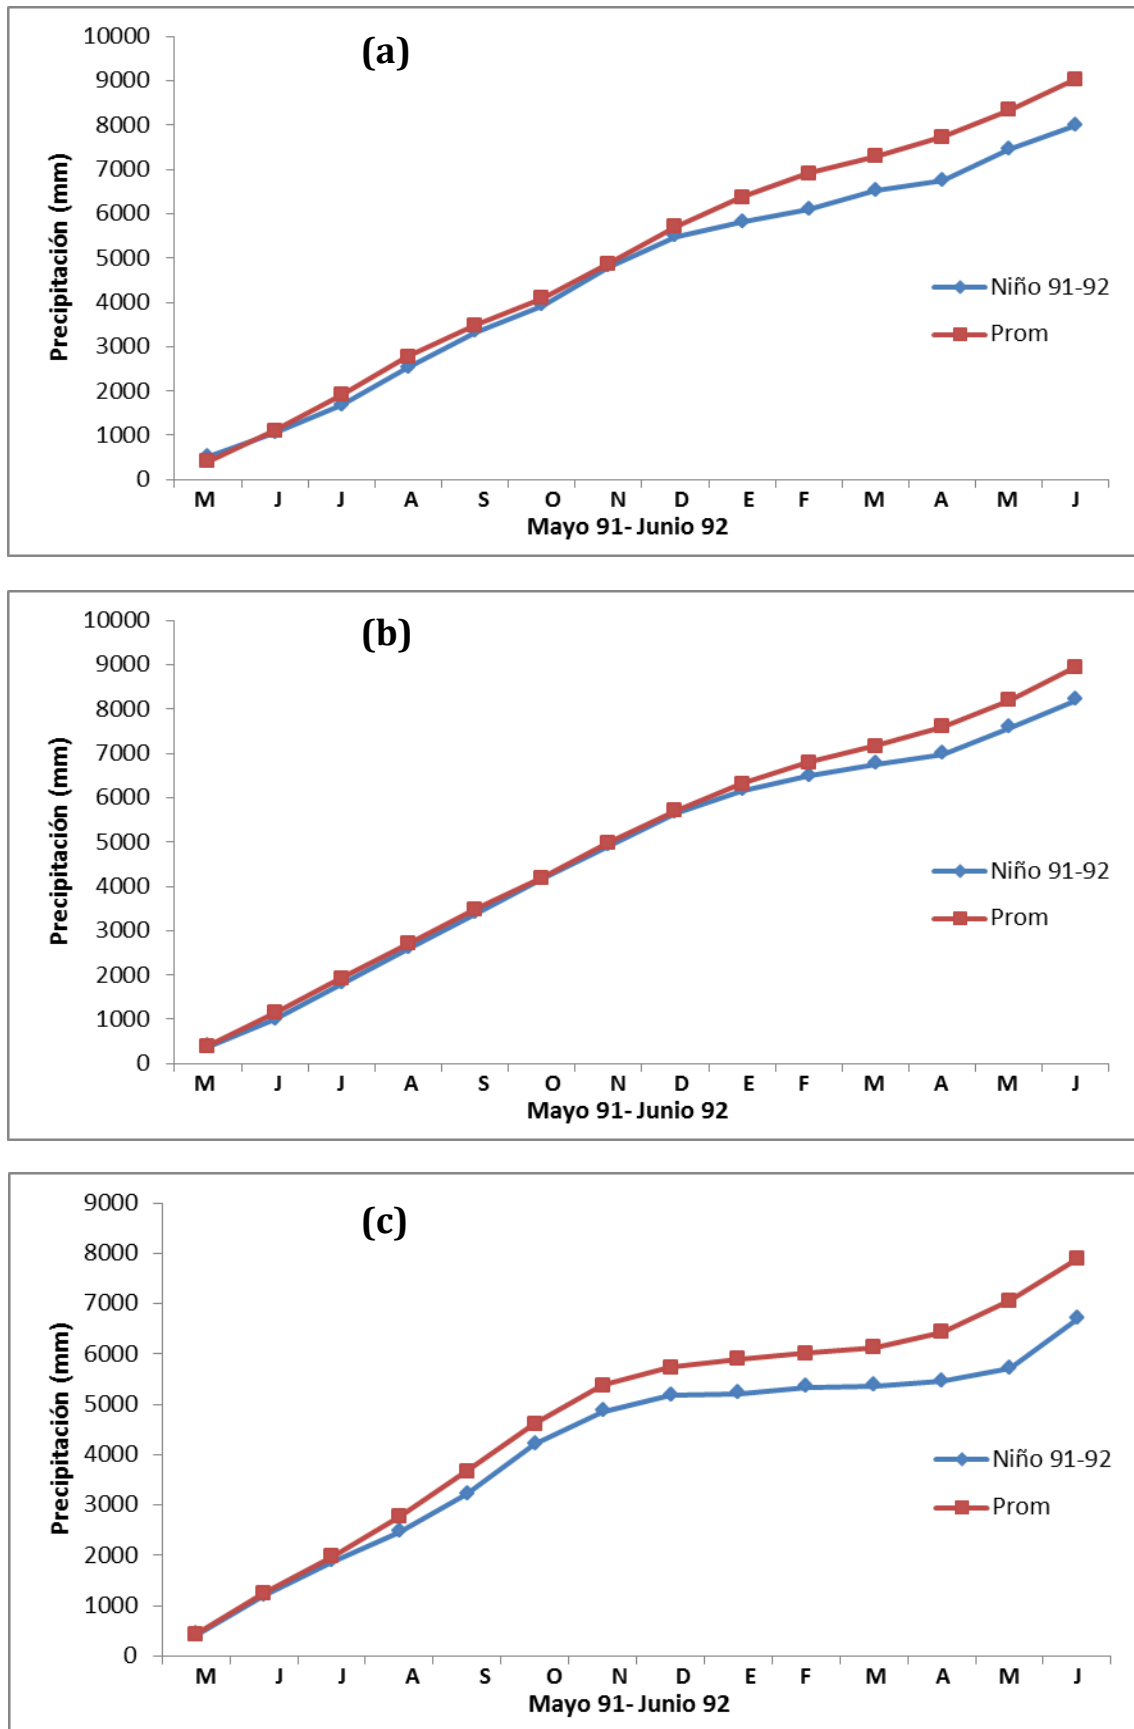 (a)
Precipitación (mm)
10000
9000
8000
7000
6000
5000
4000
3000
2000
1000
0
M J J A S O N D E F M A M J
Mayo 91- Junio 92
Niño 91-92
Prom
(b)
Precipitación (mm)
10000
9000
8000
7000
6000
5000
4000
3000
2000
1000
0
M J J A S O N D E F M A M J
Mayo 91- Junio 92
Niño 91-92
Prom
(c)
Precipitación (mm)
9000
8000
7000
6000
5000
4000
3000
2000
1000
0
M J J A S O N D E F M A M J
Mayo 91- Junio 92
Niño 91-92
Prom